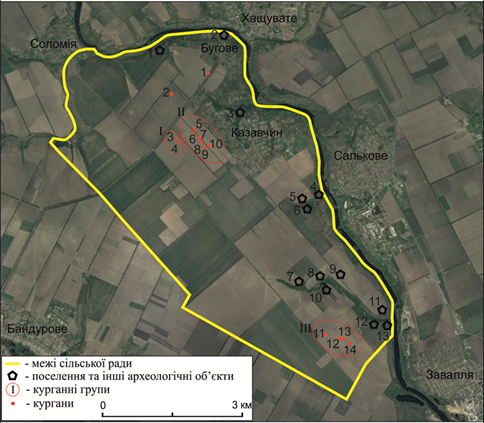 Хащувате
Соломія
Бугове
2
1
1
2
II
3
Казавчин
5
I
3
6
7
4
8
9
10
Салькове
4
5
6
7
8
9
10
11
12
13
III
11
13
12
14
Бандурове
Завалля
- межі сільської ради
- поселення та інші археологічні об'єкти
I - курганні групи
- кургани
0 3 км